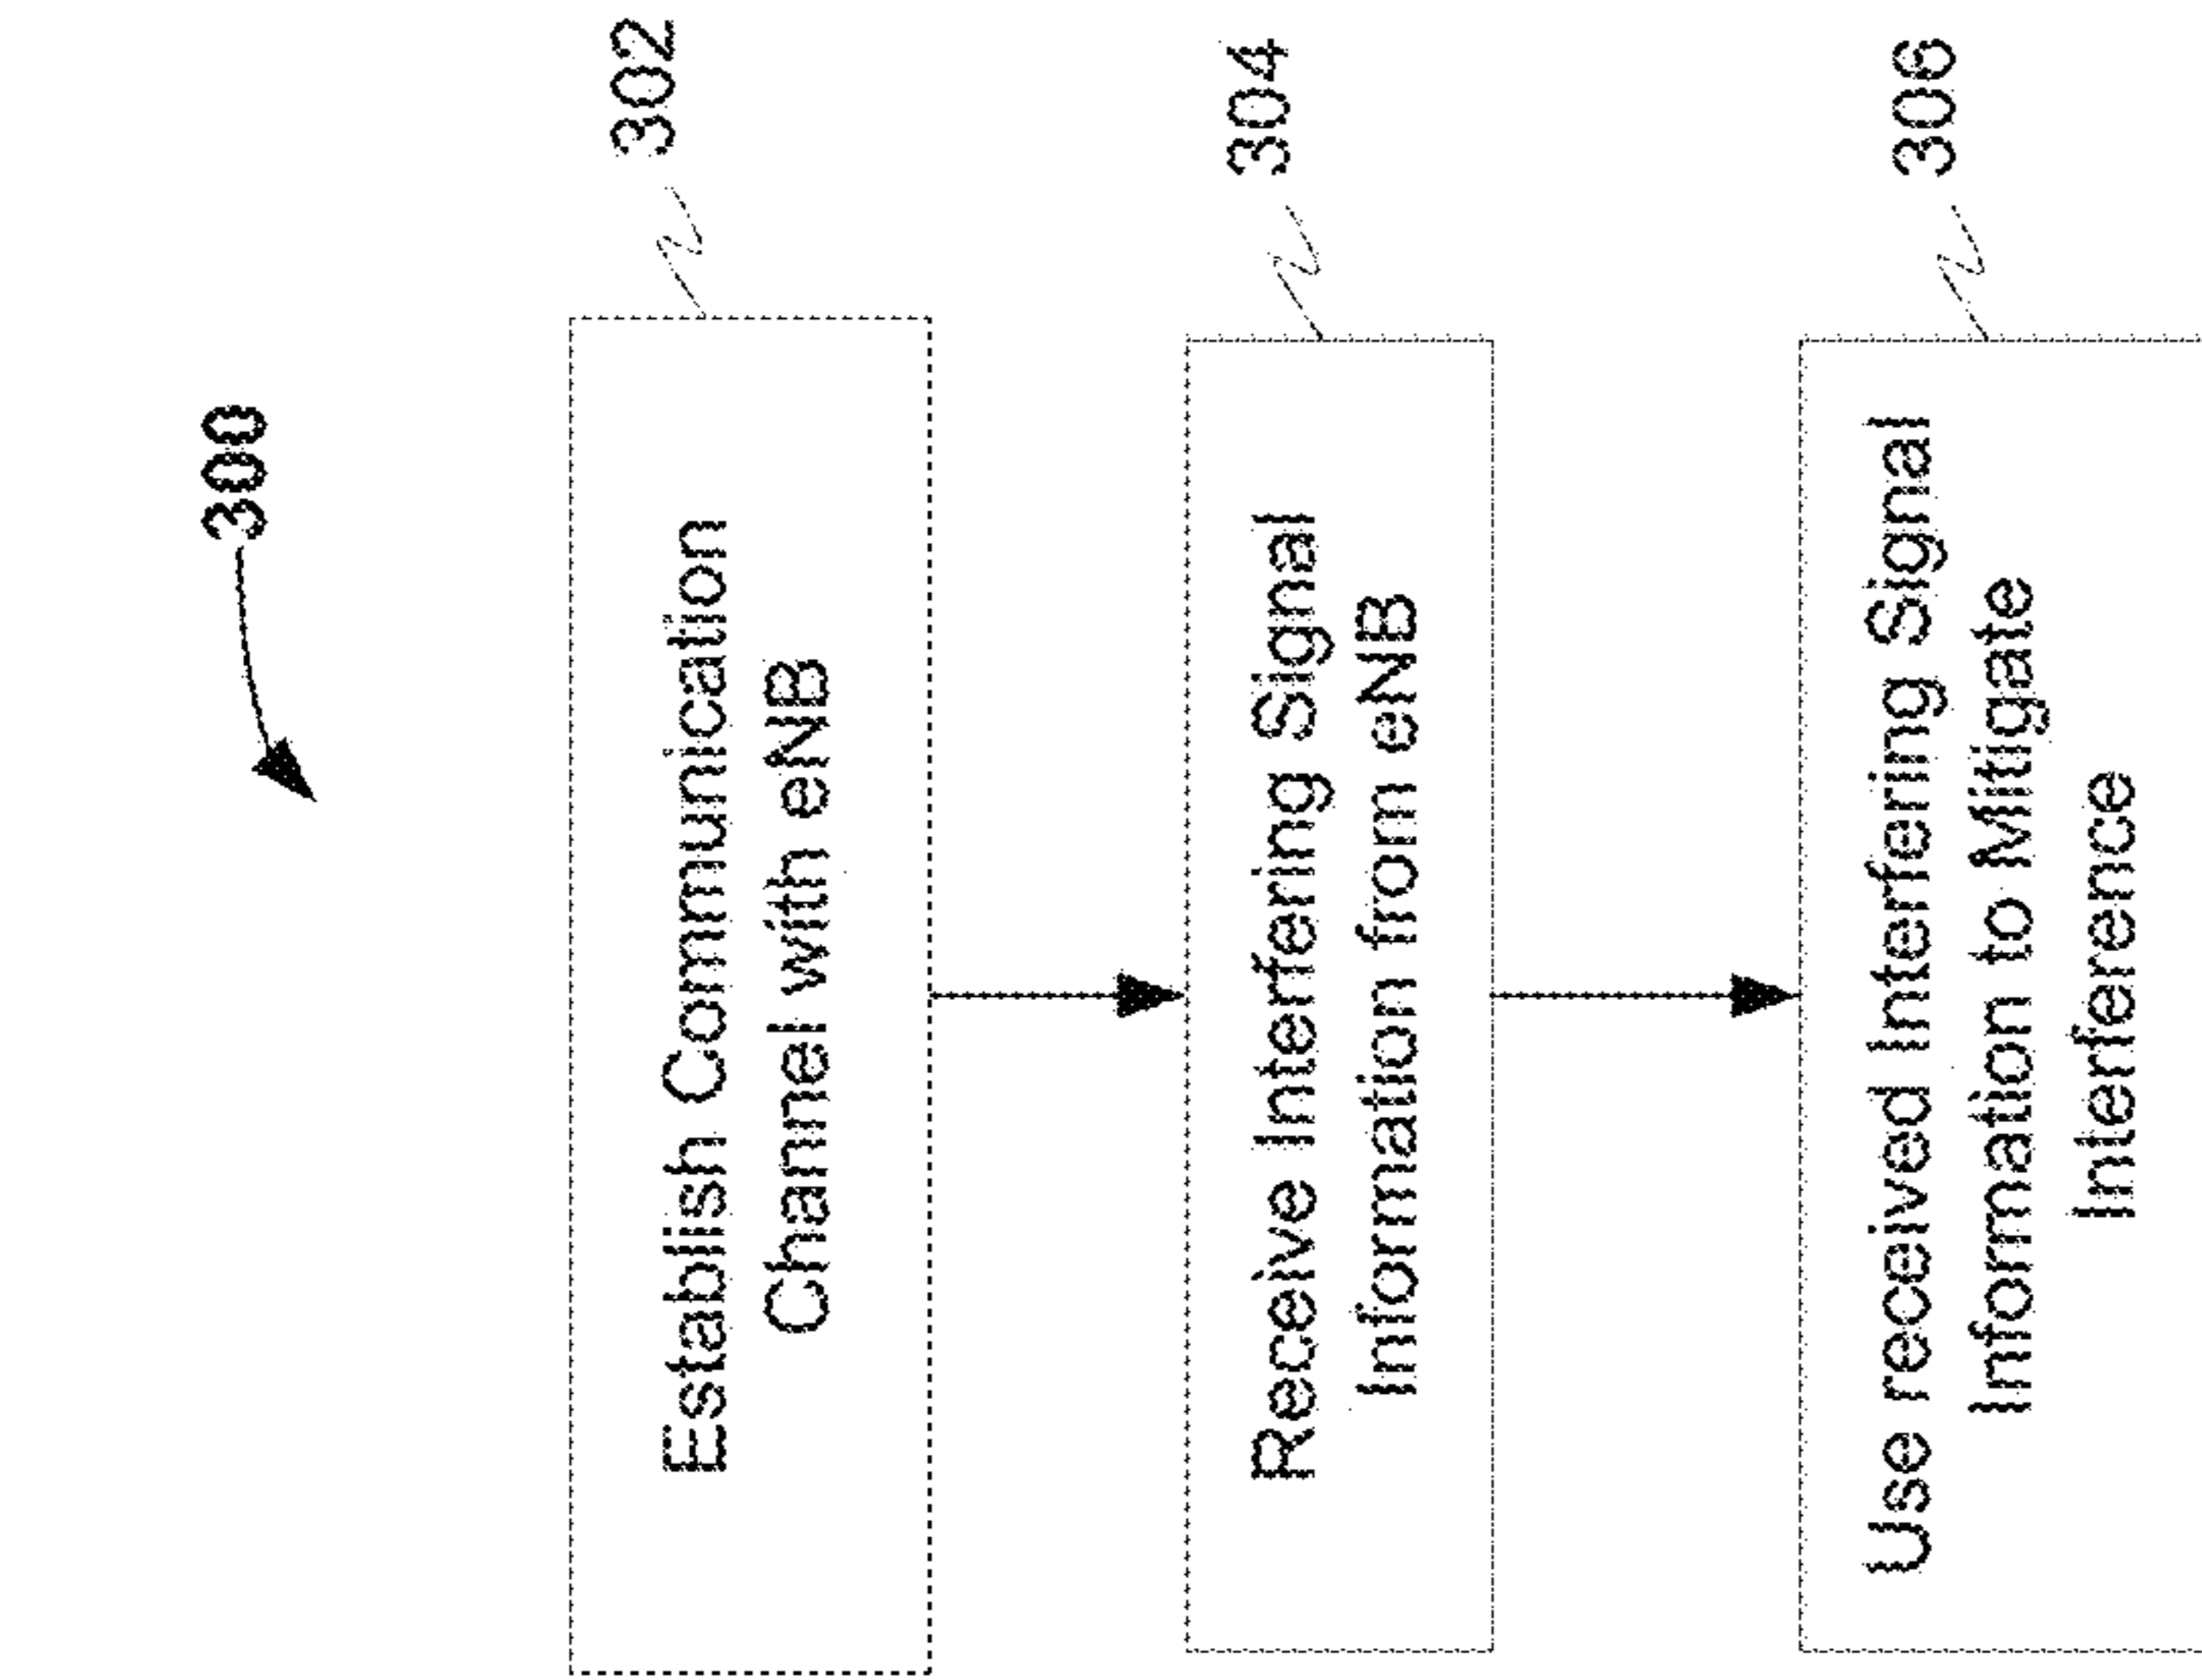 300
302
Establish Communication
Channel with eNB
304
Receive Interfering Signal
Information from eNB
306
Use received Interfering Signal
Information to Mitigate
Interference